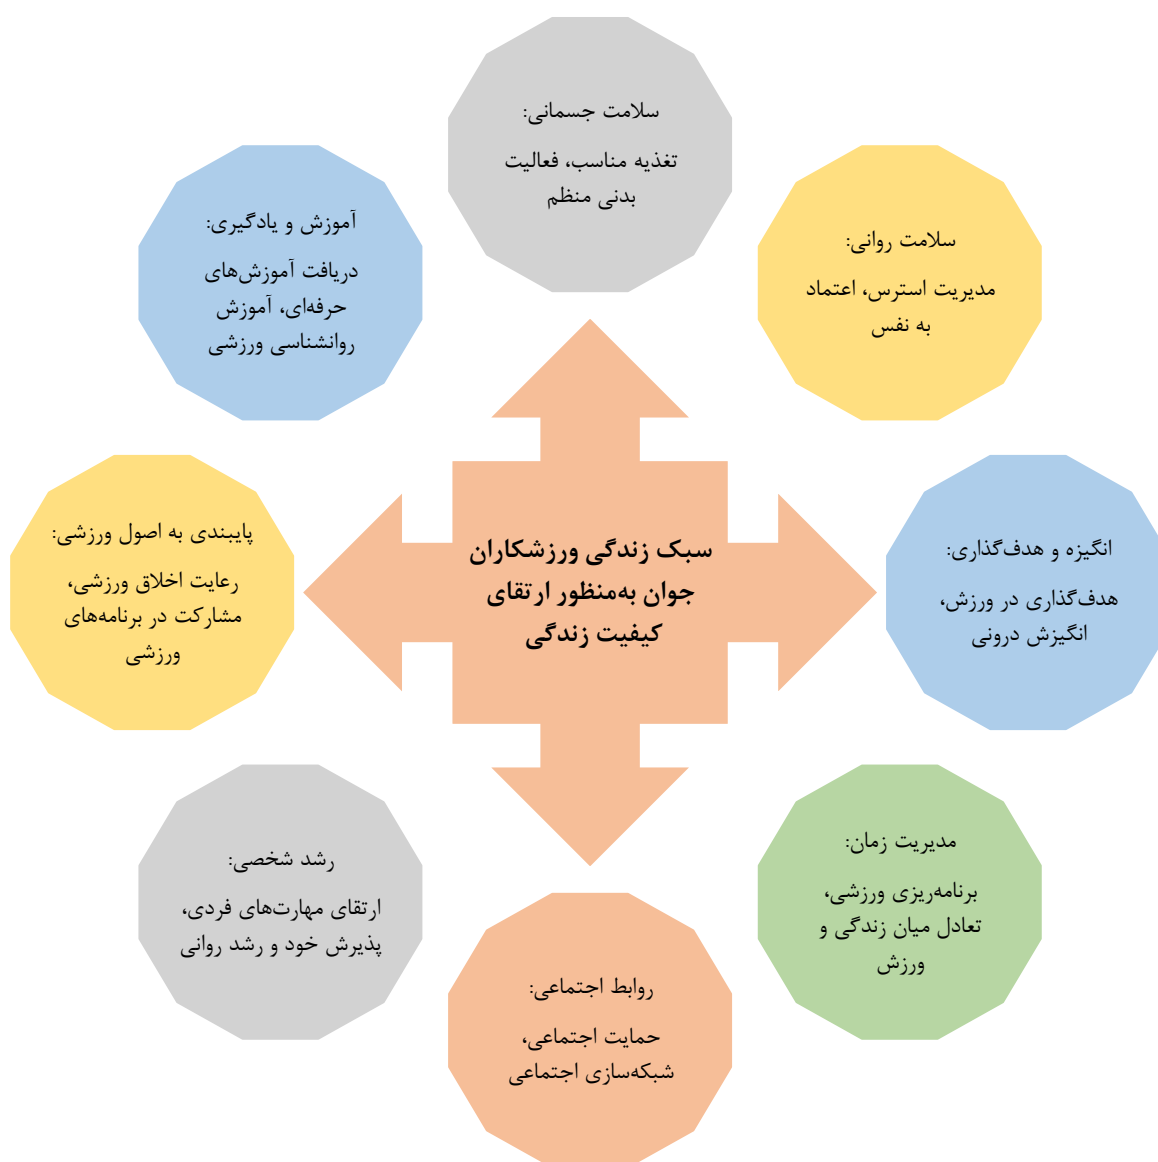 سلامت جسمانی:
تغذیه مناسب، فعالیت
بدنی منظم
سلامت روانی:
مدیریت استرس، اعتماد
به نفس
انگیزه و هدف‌گذاری:
هدف‌گذاری در ورزش،
انگیزش درونی
مدیریت زمان:
برنامه‌ریزی ورزشی،
تعادل میان زندگی و
ورزش
روابط اجتماعی:
حمایت اجتماعی،
شبکه‌سازی اجتماعی
رشد شخصی:
ارتقای مهارت‌های فردی،
پذیرش خود و رشد روانی
پایبندی به اصول ورزشی:
رعایت اخلاق ورزشی،
مشارکت در برنامه‌های
ورزشی
آموزش و یادگیری:
دریافت آموزش‌های
حرفه‌ای، آموزش
روانشناسی ورزشی
سبک زندگی ورزشکاران
جوان به‌منظور ارتقای
کیفیت زندگی